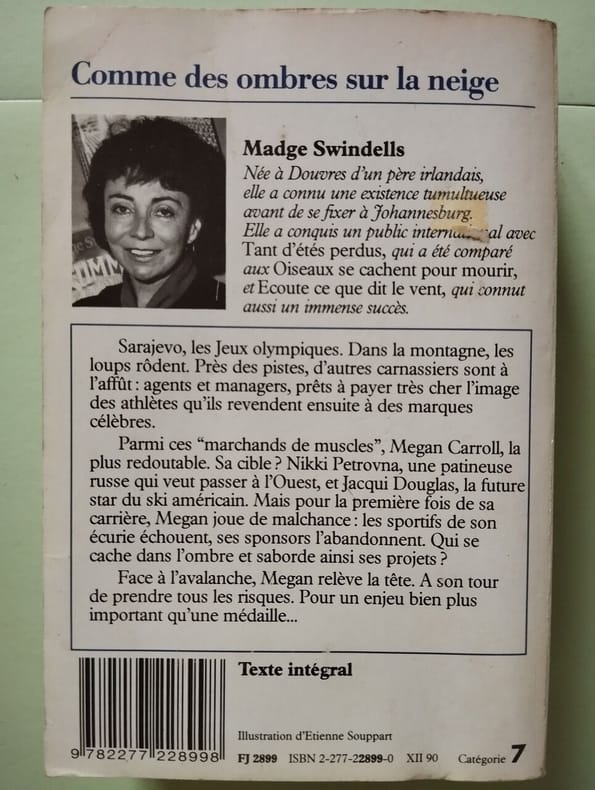 Comme des ombres sur la neige
Madge Swindells
Née à Douvres d'un père irlandais,
elle a connu une existence tumultueuse
avant de se fixer à Johannesburg.
Elle a conquis un public avec
Tant d'étés perdus, qui a été comparé
aux Oiseaux se cachent pour mourir,
et Ecoute ce que dit le vent, qui connut
aussi un immense succès.
Sarajevo, les Jeux olympiques. Dans la montagne, les
loups rôdent. Près des pistes, d'autres carnassiers sont à
l'affût : agents et managers, prêts à payer très cher l'image
des athlètes qu'ils revendent ensuite à des marques
célèbres.
Parmi ces “marchands de muscles”, Megan Carroll, la
plus redoutable. Sa cible ? Nikki Petrovna, une patineuse
russe qui veut passer à l'Ouest, et Jacqui Douglas, la future
star du ski américain. Mais pour la première fois de sa
carrière, Megan joue de malchance : les sportifs de son
écurie échouent, ses sponsors l'abandonnent. Qui se
cache dans l'ombre et saborde ainsi ses projets ?
Face à l'avalanche, Megan relève la tête. A son tour
de prendre tous les risques. Pour un enjeu bien plus
important qu'une médaille...
Texte intégral
Illustration d'Etienne Souppart
9 782277 228998
FJ 2899 ISBN 2-277-22899-0 XII 90 Catégorie 7